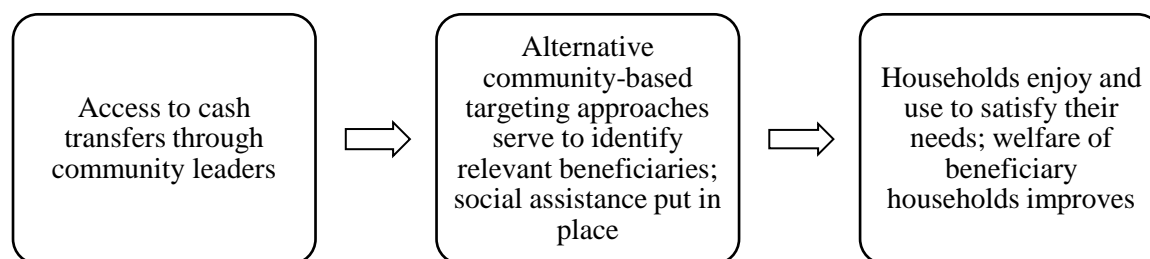 Access to cash
transfers through
community leaders
Alternative
community-based
targeting approaches
serve to identify
relevant beneficiaries;
social assistance put in
place
Households enjoy and
use to satisfy their
needs; welfare of
beneficiary
households improves